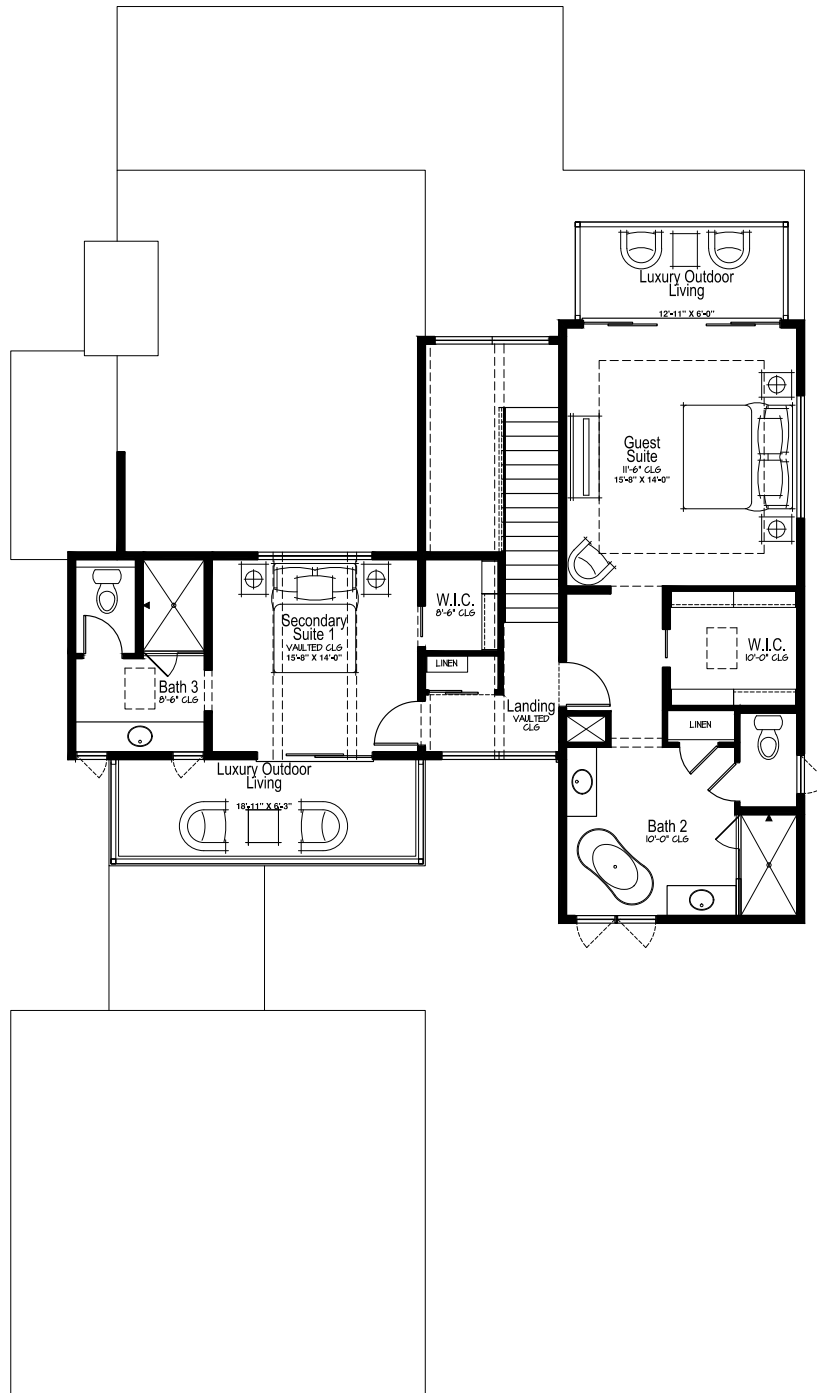 Luxury Outdoor
Living
12'-11" X 6'-0"
Guest
Suite
11'-6" CLG
15'-8" X 14'-0"
Secondary
Suite 1
VAULTED CLG
15'-8" X 14'-0"
W.I.C.
8'-6" CLG
W.I.C.
10'-0" CLG
LINEN
Bath 3
8'-6" CLG
Landing
VAULTED
CLG
LINEN
Luxury Outdoor
Living
18'-11" X 6'-3"
Bath 2
10'-0" CLG